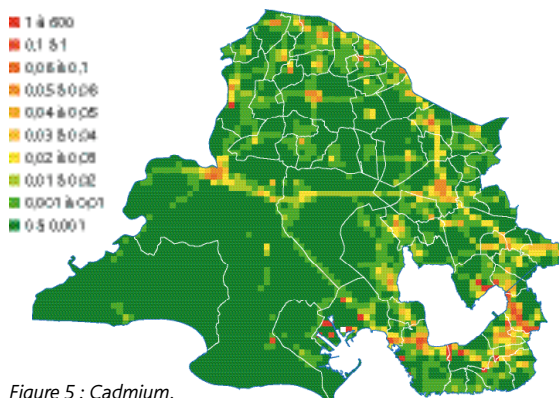 1 à 600
0,1 à 1
0,06 à 0,1
0,05 à 0,06
0,04 à 0,05
0,03 à 0,04
0,02 à 0,03
0,01 à 0,02
0,001 à 0,01
0 à 0,001
Figure 5 : Cadmium.